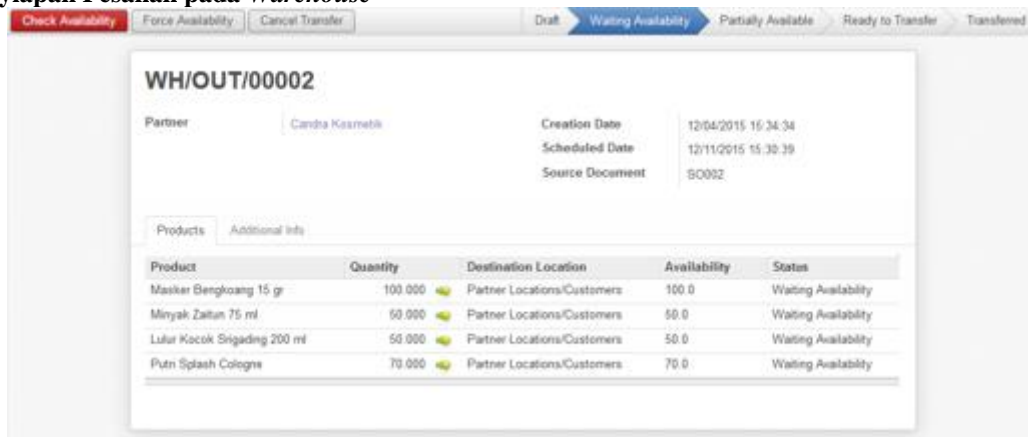 yiapan Pesanan pada Warehouse
Check Availability Force Availability Cancel Transfer Draft Waiting Availability Partially Available Ready to Transfer Transferred
WH/OUT/00002
Partner Candra Kosmetik Creation Date 12/04/2015 15:34:34
Scheduled Date 12/11/2015 15:30:39
Source Document SO002
Products Additional Info
Product Quantity Destination Location Availability Status
Masker Bengkoang 15 gr 100.000 Partner Locations/Customers 100.0 Waiting Availability
Minyak Zaitun 75 ml 50.000 Partner Locations/Customers 50.0 Waiting Availability
Lulur Kocok Srigading 200 ml 50.000 Partner Locations/Customers 50.0 Waiting Availability
Putri Splash Cologne 70.000 Partner Locations/Customers 70.0 Waiting Availability